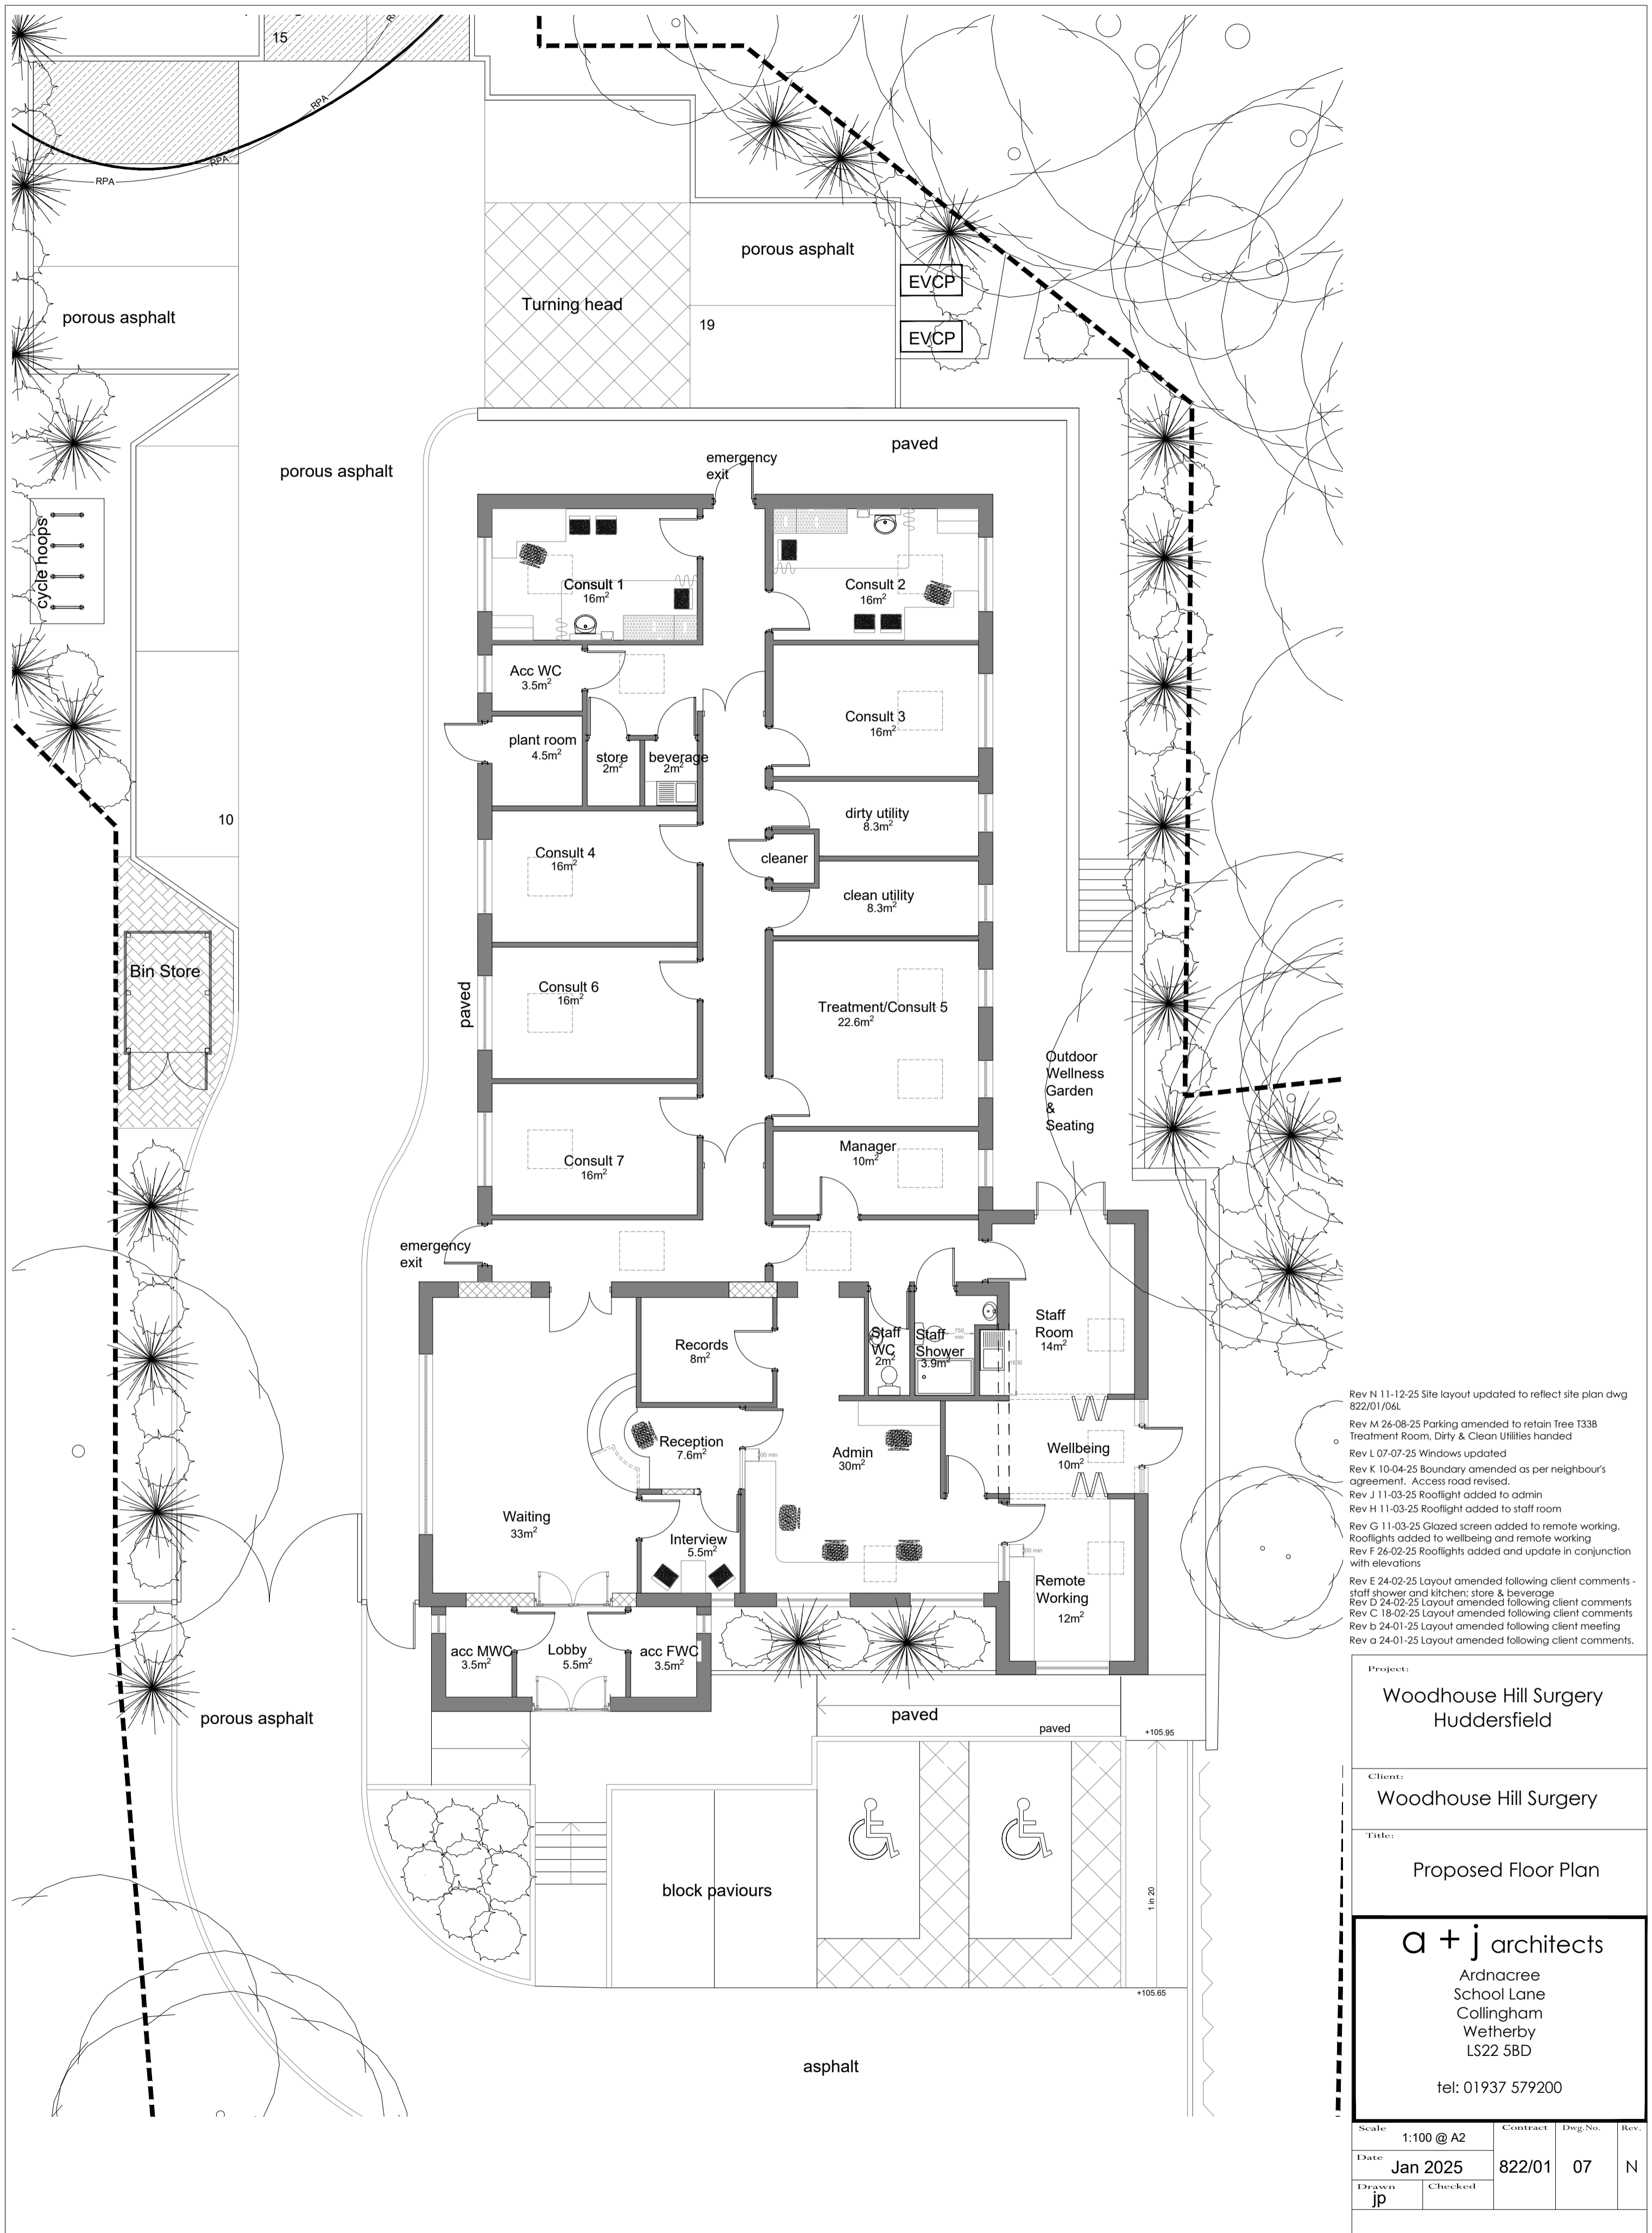 15
RPA
RPA
RPA
porous asphalt
EVCP
Turning head
porous asphalt
19
EVCP
paved
emergency
exit
porous asphalt
cycle hoops
Consult 1
16m²
Consult 2
16m²
Acc WC
3.5m²
Consult 3
16m²
plant room
4.5m²
store
2m²
beverage
2m²
10
dirty utility
8.3m²
Consult 4
16m²
cleaner
clean utility
8.3m²
Bin Store
paved
Consult 6
16m²
Treatment/Consult 5
22.6m²
Outdoor
Wellness
Garden
&
Seating
Manager
10m²
Consult 7
16m²
emergency
exit
Records
8m²
Staff
WC
2m²
Staff
Shower
3.9m²
750
min
Staff
Room
14m²
Reception
7.6m²
Admin
30m²
Wellbeing
10m²
Waiting
33m²
Interview
5.5m²
Remote
Working
12m²
acc MWC
3.5m²
Lobby
5.5m²
acc FWC
3.5m²
porous asphalt
paved
paved
+105.95
block paviours
1 in 20
+105.65
asphalt
Rev N 11-12-25 Site layout updated to reflect site plan dwg
822/01/06L
Rev M 26-08-25 Parking amended to retain Tree T33B
Treatment Room, Dirty & Clean Utilities handed
Rev L 07-07-25 Windows updated
Rev K 10-04-25 Boundary amended as per neighbour's
agreement. Access road revised.
Rev J 11-03-25 Rooflight added to admin
Rev H 11-03-25 Rooflight added to staff room
Rev G 11-03-25 Glazed screen added to remote working.
Rooflights added to wellbeing and remote working
Rev F 26-02-25 Rooflights added and update in conjunction
with elevations
Rev E 24-02-25 Layout amended following client comments -
staff shower and kitchen; store & beverage
Rev D 24-02-25 Layout amended following client comments
Rev C 18-02-25 Layout amended following client comments
Rev b 24-01-25 Layout amended following client meeting
Rev a 24-01-25 Layout amended following client comments.
Project:
Woodhouse Hill Surgery
Huddersfield
Client:
Woodhouse Hill Surgery
Title:
Proposed Floor Plan
a + j architects
Ardnacree
School Lane
Collingham
Wetherby
LS22 5BD
tel: 01937 579200
Scale
1:100 @ A2
Contract
Dwg.No.
Rev.
Date
Jan 2025
822/01
07
N
Drawn
jp
Checked